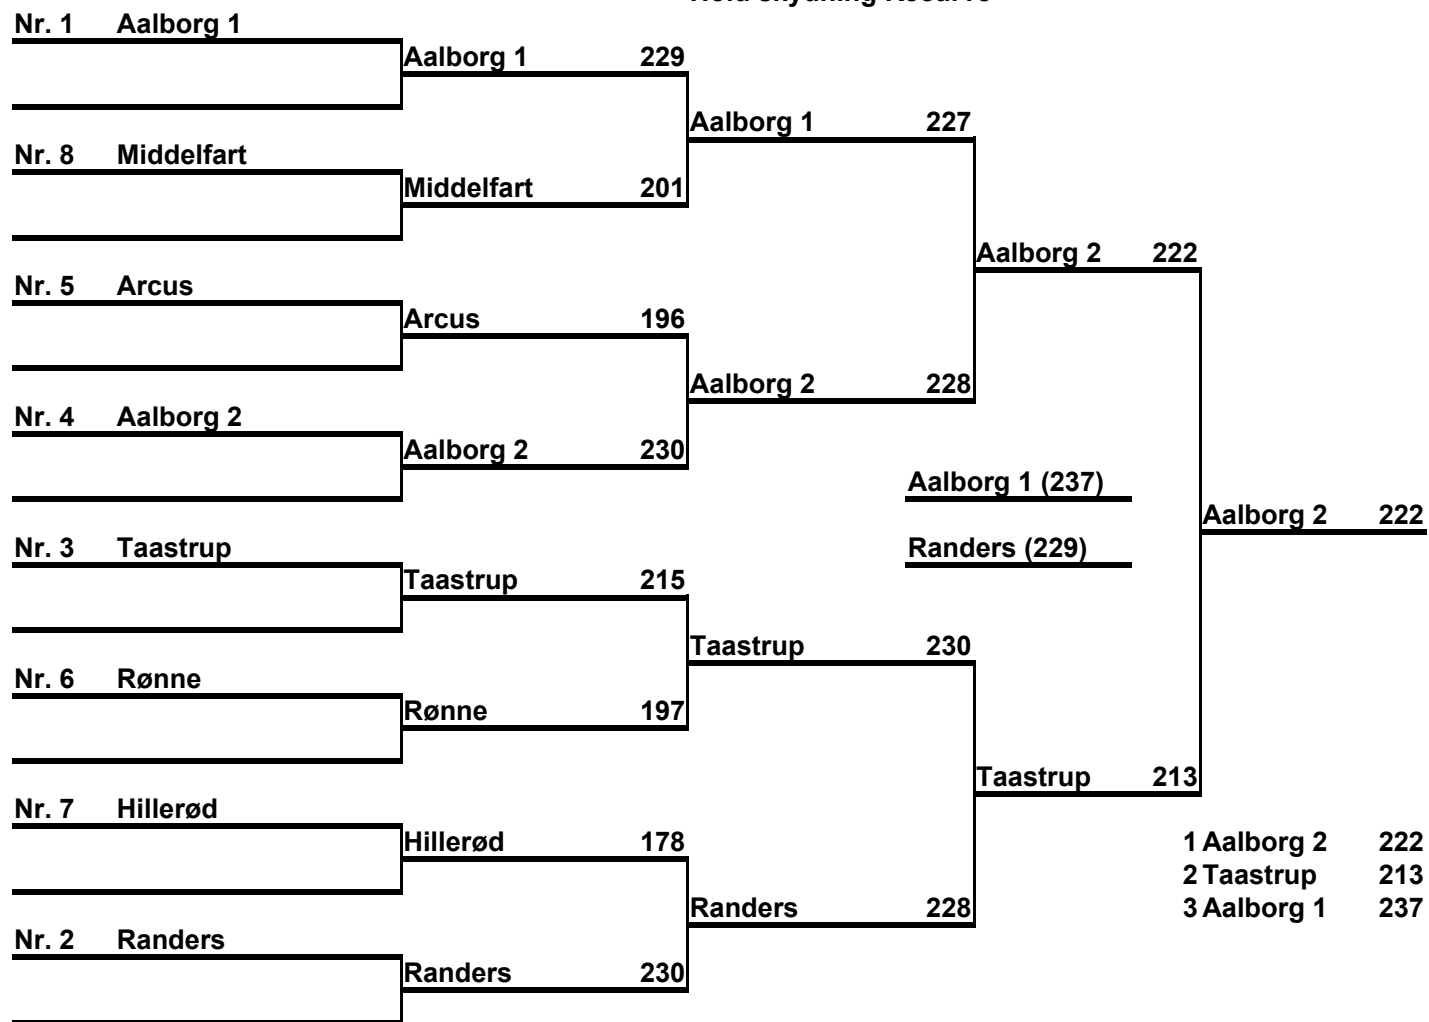 Nr. 1 Aalborg 1
Aalborg 1 229
Aalborg 1 227
Nr. 8 Middelfart
Middelfart 201
Aalborg 2 222
Nr. 5 Arcus
Arcus 196
Aalborg 2 228
Nr. 4 Aalborg 2
Aalborg 2 230
Aalborg 1 (237)
Aalborg 2 222
Nr. 3 Taastrup
Randers (229)
Taastrup 215
Taastrup 230
Nr. 6 Rønne
Rønne 197
Taastrup 213
Nr. 7 Hillerød
Hillerød 178
1 Aalborg 2 222
2 Taastrup 213
Randers 228
3 Aalborg 1 237
Nr. 2 Randers
Randers 230